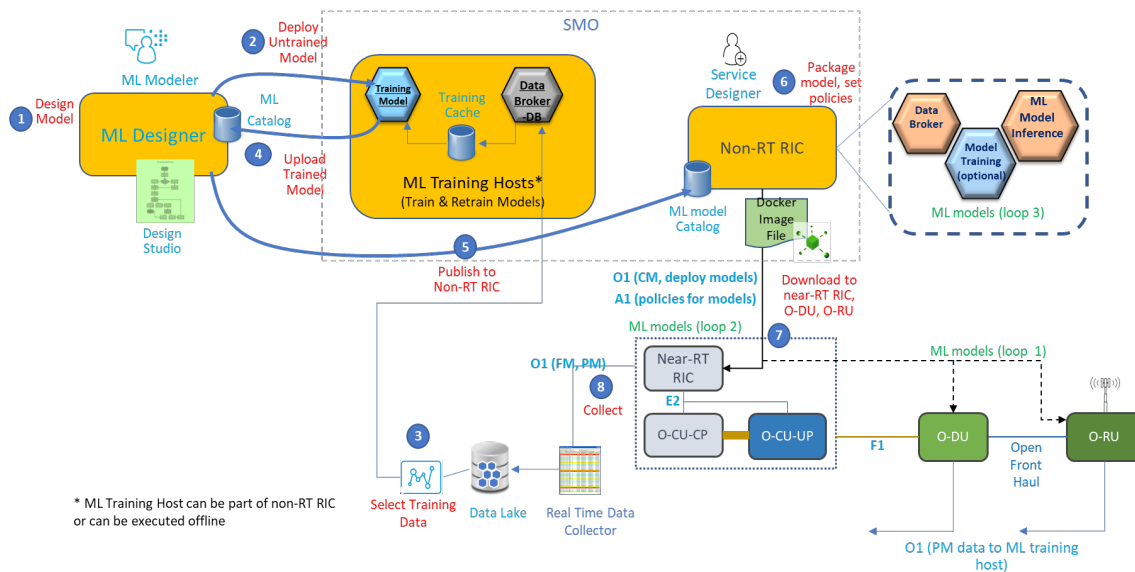 SMO
2
Deploy
Untrained
Model
ML Modeler
1
Design
Model
ML Designer
ML
Catalog
4
Upload
Trained
Model
Design
Studio
Training
Model
Training
Cache
Data
Broker
-DB
ML Training Hosts*
(Train & Retrain Models)
Service
Designer
6
Package
model, set
policies
Non-RT RIC
ML model
Catalog
Docker
Image
File
Data
Broker
ML
Model
Inference
Model
Training
(optional)
ML models (loop 3)
5
Publish to
Non-RT RIC
O1 (CM, deploy models)
A1 (policies for models)
Download to
near-RT RIC,
O-DU, O-RU
ML models (loop 2)
7
ML models (loop 1)
O1 (FM, PM)
8
Collect
Near-RT
RIC
E2
O-CU-CP
O-CU-UP
F1
O-DU
Open
Front
Haul
O-RU
3
Select Training
Data
Data Lake
Real Time Data
Collector
* ML Training Host can be part of non-RT RIC
or can be executed offline
O1 (PM data to ML training
host)